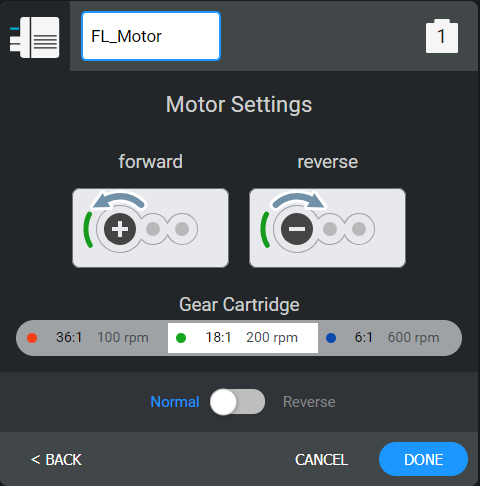 FL_Motor
1
Motor Settings
forward reverse
Gear Cartridge
36:1 100 rpm 18:1 200 rpm 6:1 600 rpm
Normal Reverse
< BACK CANCEL DONE